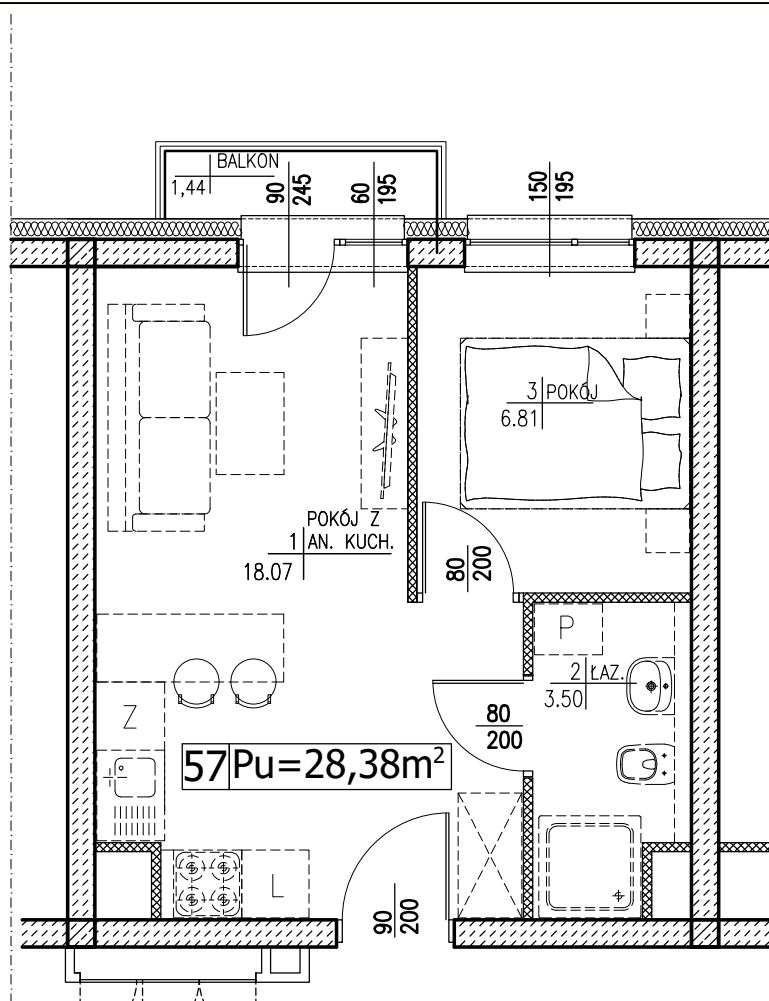 BALKON
1,44
90
245
60
195
150
195
3 POKÓJ
6.81
POKÓJ Z
1 AN. KUCH.
18.07
80
200
P
2 ŁAZ.
3.50
Z
80
200
57 Pu=28,38m²
L
90
200